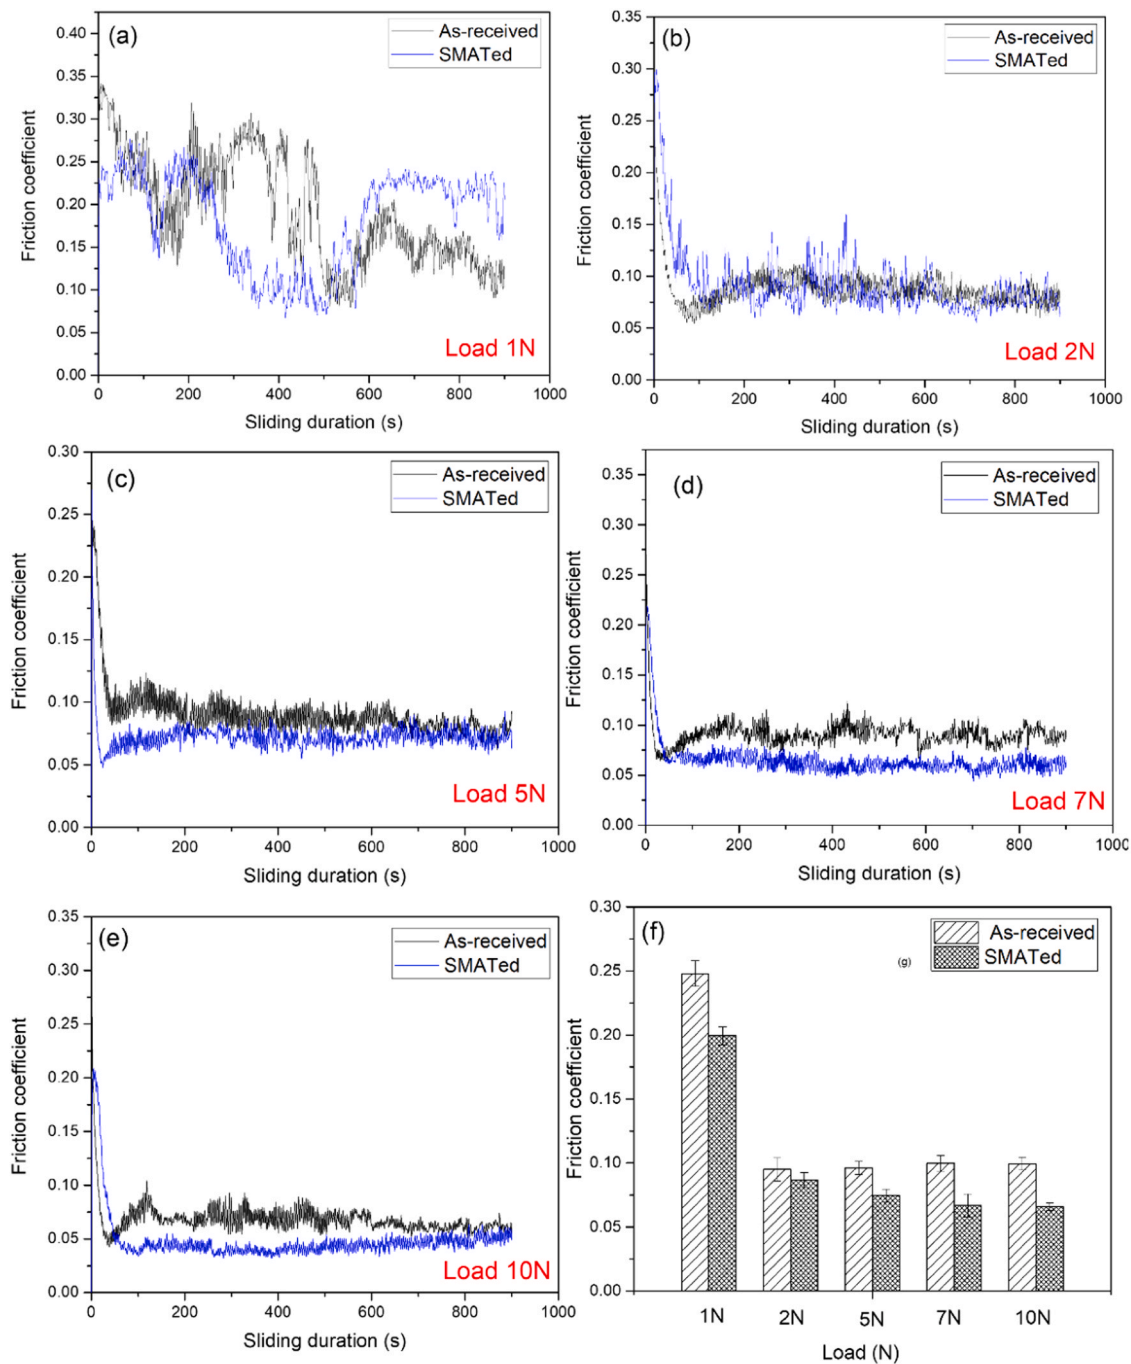 (a)
As-received
SMATed
0.40
0.35
0.30
0.25
0.20
0.15
0.10
0.05
0.00
Friction coefficient
Load 1N
0 200 400 600 800 1000
Sliding duration (s)
(b)
As-received
SMATed
0.35
0.30
0.25
0.20
0.15
0.10
0.05
0.00
Friction coefficient
Load 2N
0 200 400 600 800 1000
Sliding duration (s)
(c)
As-received
SMATed
0.30
0.25
0.20
0.15
0.10
0.05
0.00
Friction coefficient
Load 5N
0 200 400 600 800 1000
Sliding duration (s)
(d)
As-received
SMATed
0.35
0.30
0.25
0.20
0.15
0.10
0.05
0.00
Friction coefficient
Load 7N
0 200 400 600 800 1000
Sliding duration (s)
(e)
As-received
SMATed
0.35
0.30
0.25
0.20
0.15
0.10
0.05
0.00
Friction coefficient
Load 10N
0 200 400 600 800 1000
Sliding duration (s)
(f)
As-received
(g)
SMATed
0.30
0.25
0.20
0.15
0.10
0.05
0.00
Friction coefficient
1N 2N 5N 7N 10N
Load (N)